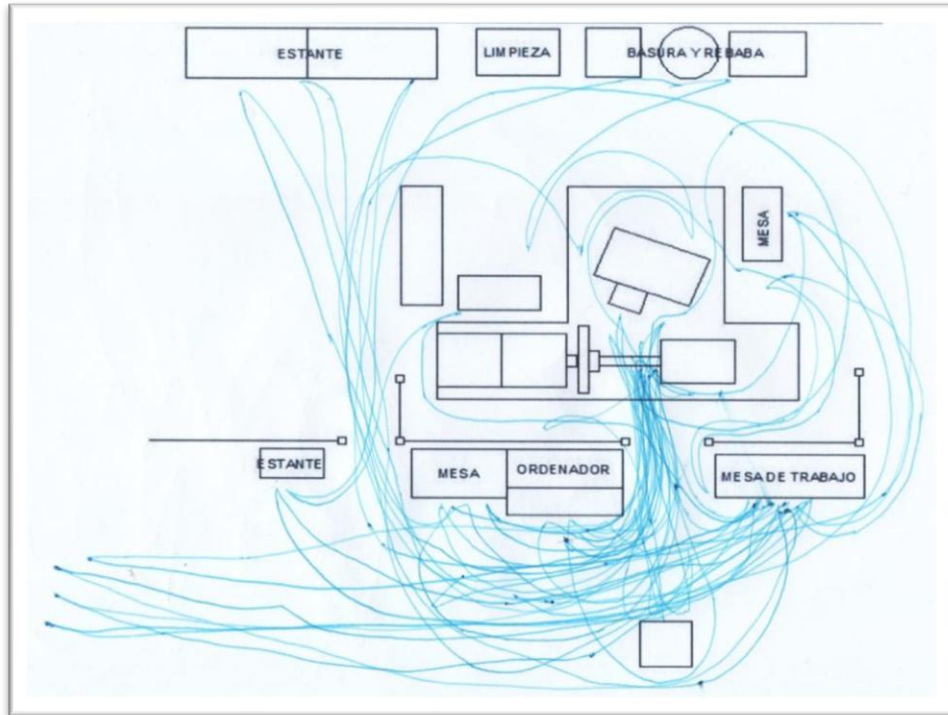 ESTANTE
LIMPIEZA
BASURA Y REBABA
MESA
ESTANTE
MESA
ORDENADOR
MESA DE TRABAJO